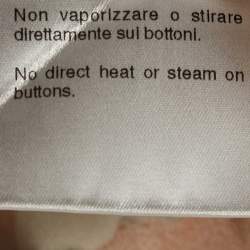 Non vaporizzare o stirare
direttamente sui bottoni.
No direct heat or steam on
buttons.